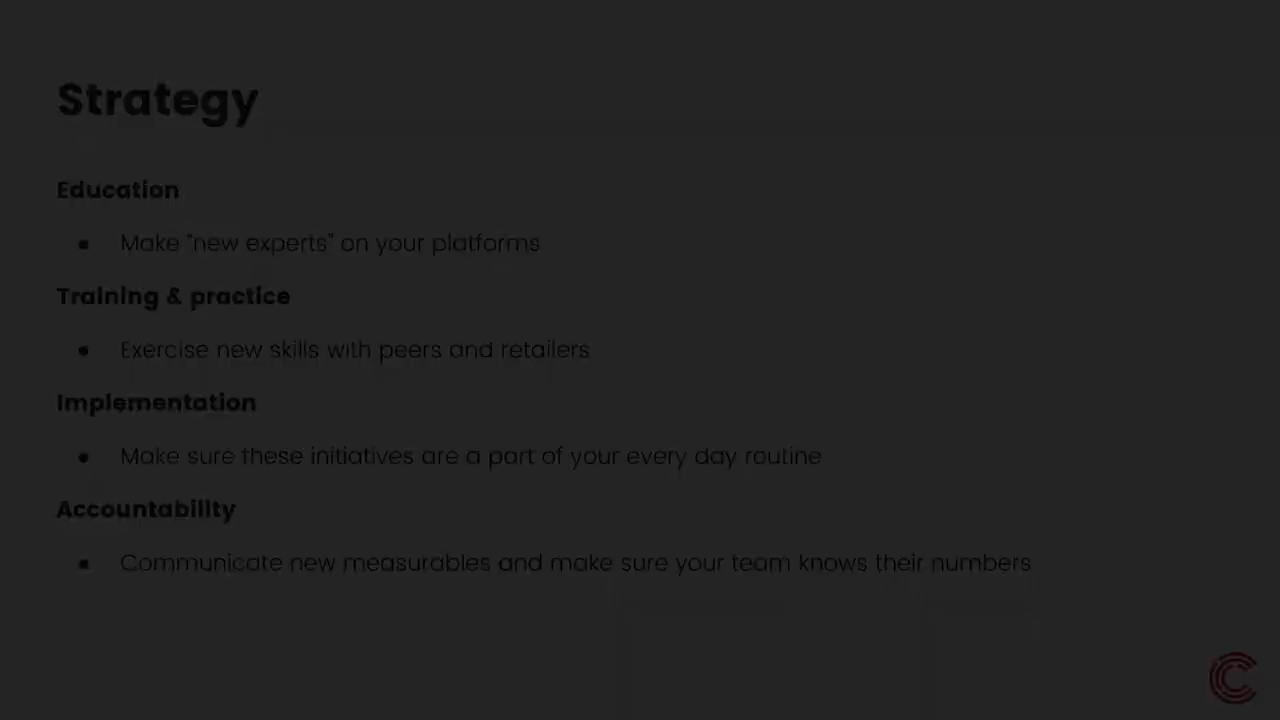 Strategy
Education
● Make "new experts" on your platforms
Training & practice
● Exercise new skills with peers and retailers
Implementation
● Make sure these initiatives are a part of your every day routine
Accountability
● Communicate new measurables and make sure your team knows their numbers